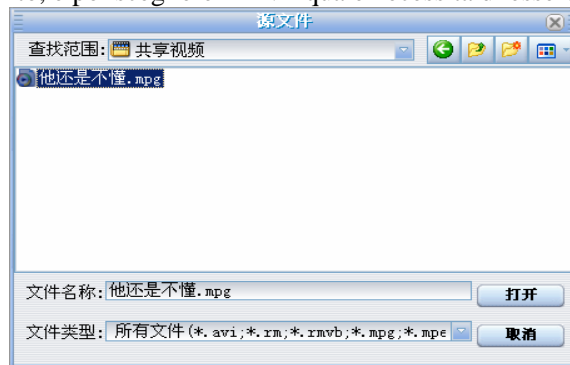 源文件
查找范围: 共享视频
他还是不懂.mpg
文件名称: 他还是不懂.mpg
打开
文件类型: 所有文件(*.avi;*.rm;*.rmvb;*.mpg;*.mpe
取消